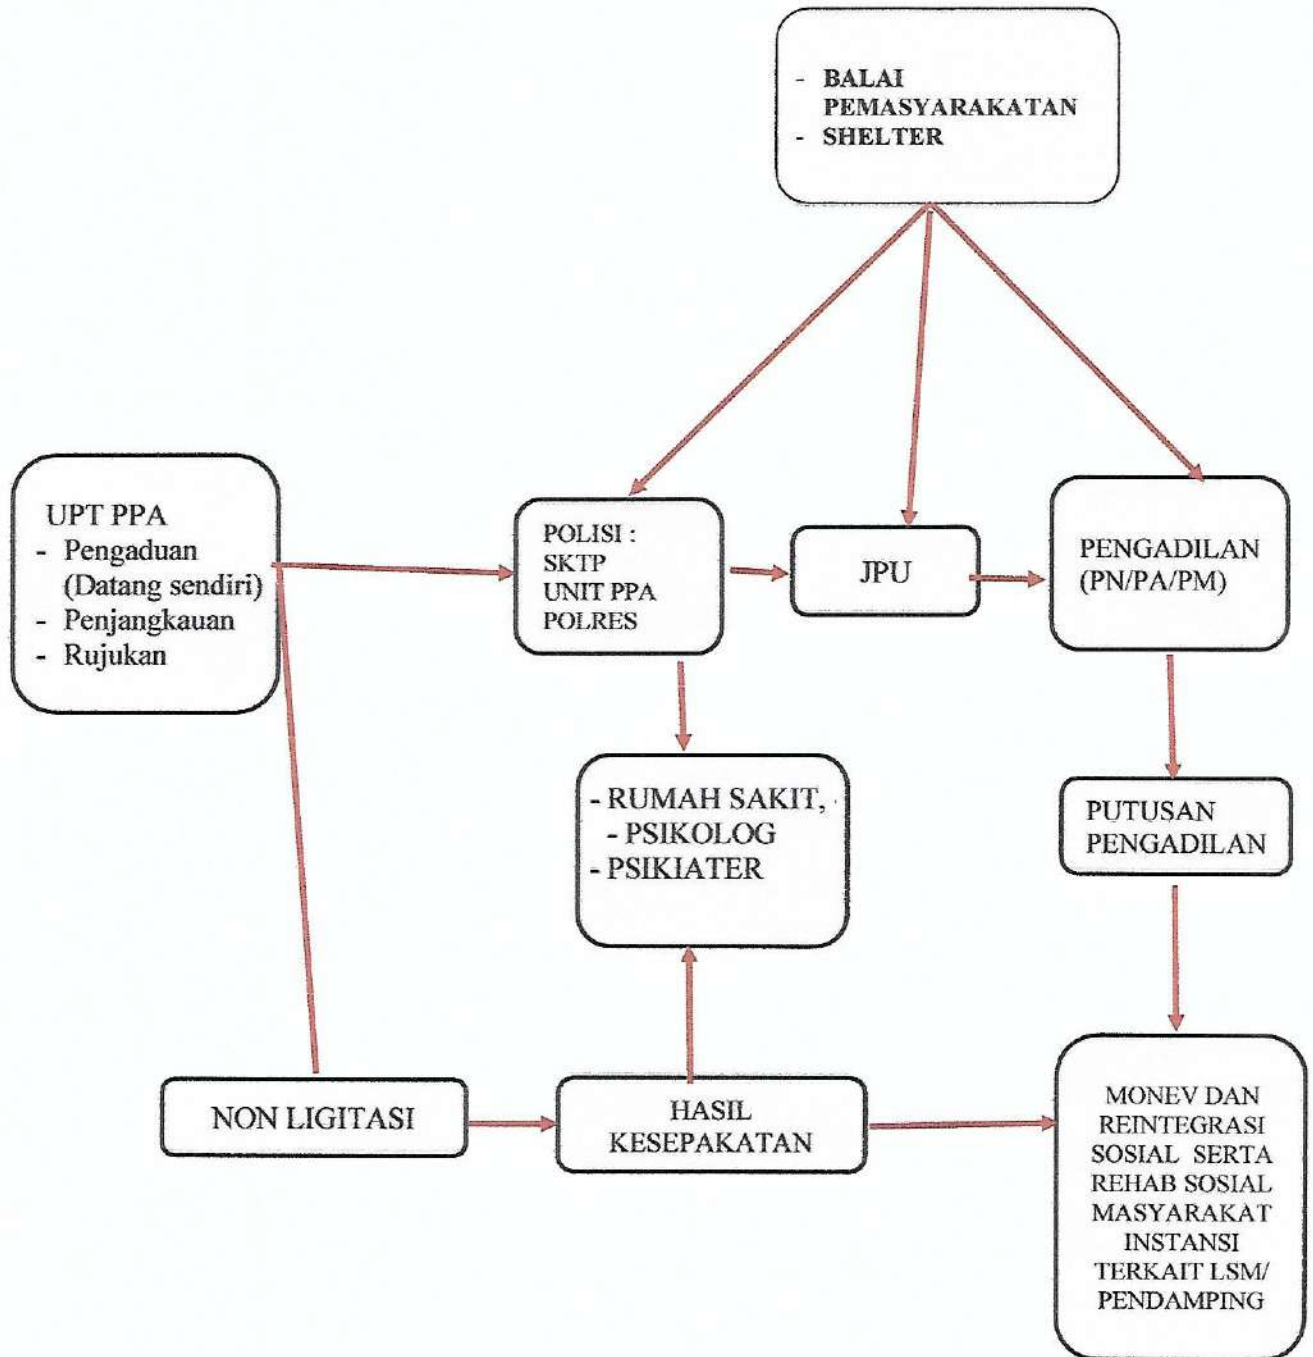 - BALAI
PEMASYARAKATAN
- SHELTER
UPT PPA
- Pengaduan
(Datang sendiri)
- Penjangkauan
- Rujukan
POLISI :
SKTP
UNIT PPA
POLRES
JPU
PENGADILAN
(PN/PA/PM)
- RUMAH SAKIT,
- PSIKOLOG
- PSIKIATER
PUTUSAN
PENGADILAN
NON LIGITASI
HASIL
KESEPAKATAN
MONEV DAN
REINTEGRASI
SOSIAL SERTA
REHAB SOSIAL
MASYARAKAT
INSTANSI
TERKAIT LSM/
PENDAMPING